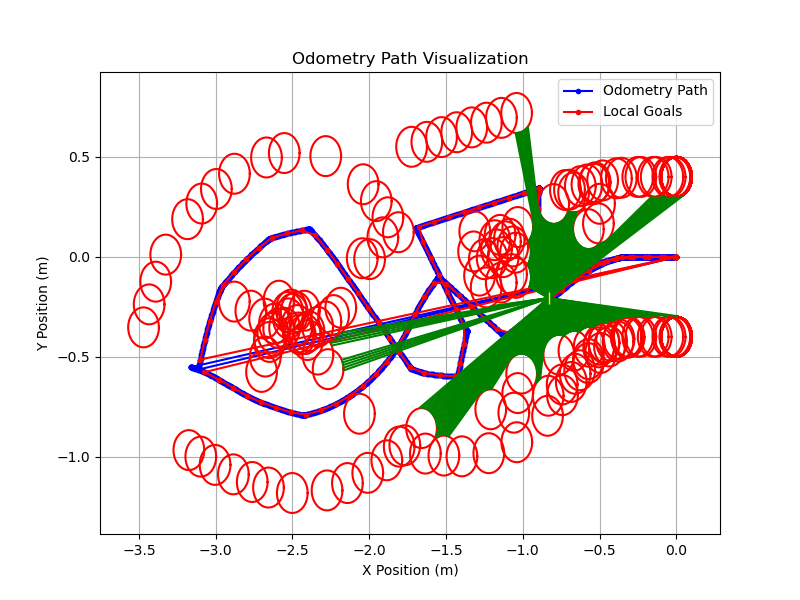 Odometry Path Visualization
Odometry Path
Local Goals
Y Position (m)
0.5
0.0
−0.5
−1.0
−3.5 −3.0 −2.5 −2.0 −1.5 −1.0 −0.5 0.0
X Position (m)